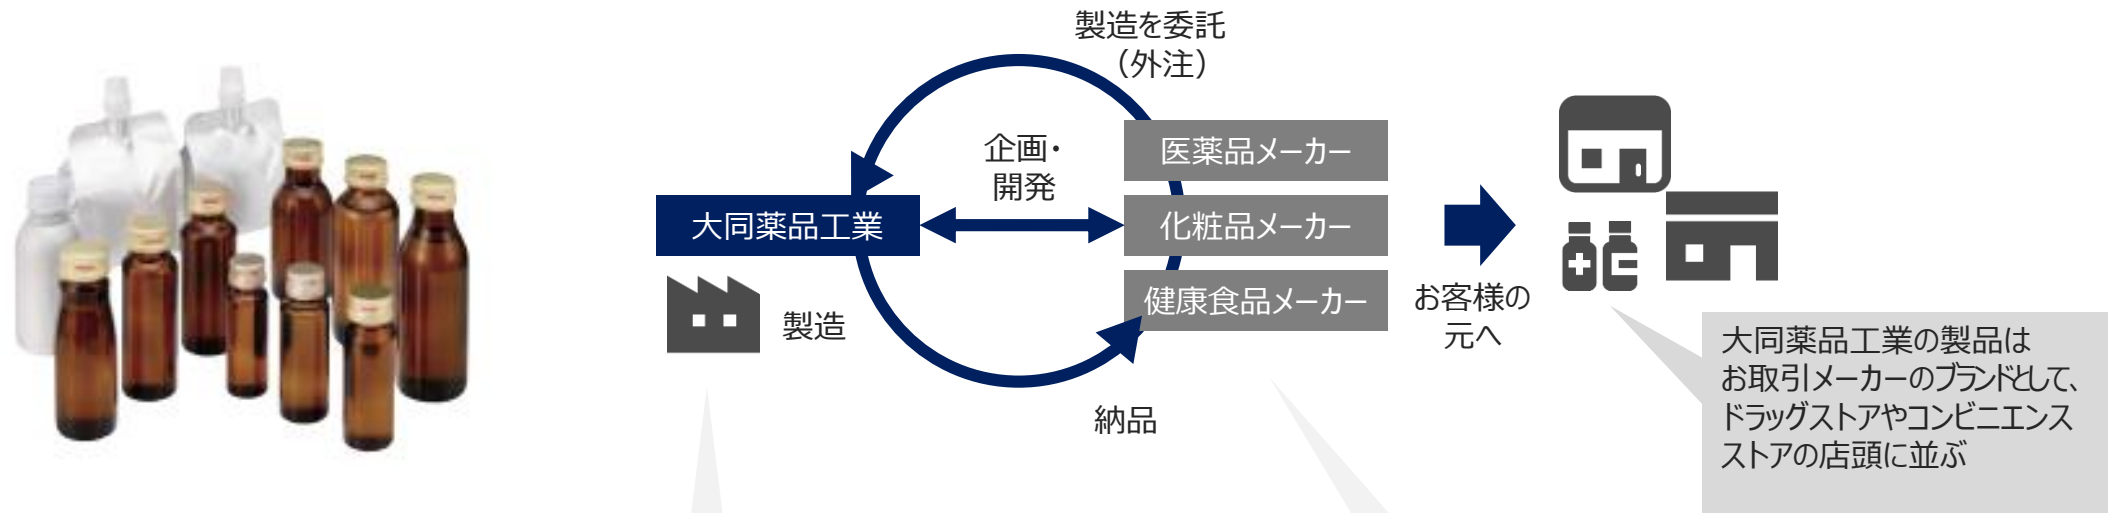 製造を委託
（外注）
企画・
開発
医薬品メーカー
大同薬品工業
化粧品メーカー
健康食品メーカー
製造
納品
お客様の
元へ
大同薬品工業の製品は
お取引メーカーのブランドとして、
ドラッグストアやコンビニエンス
ストアの店頭に並ぶ